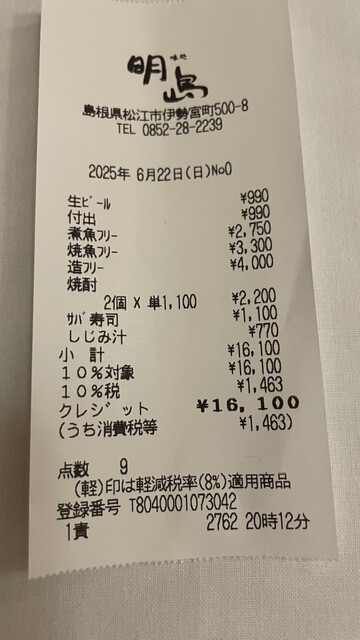 味処
明島
島根県松江市伊勢宮町500-8
TEL 0852-28-2239
2025年 6月22日(日)No0
生ﾋﾞｰﾙ ¥990
付出 ¥990
煮魚ﾌﾘｰ ¥2,750
焼魚ﾌﾘｰ ¥3,300
造ﾌﾘｰ ¥4,000
焼酎
2個 X 単1,100 ¥2,200
ｻﾊﾞ寿司 ¥1,100
しじみ汁 ¥770
小 計 ¥16,100
10%対象 ¥16,100
10%税 ¥1,463
クレジット ¥16,100
(うち消費税等 ¥1,463)
点数 9
(軽)印は軽減税率(8%)適用商品
登録番号 T8040001073042
1責 2762 20時12分